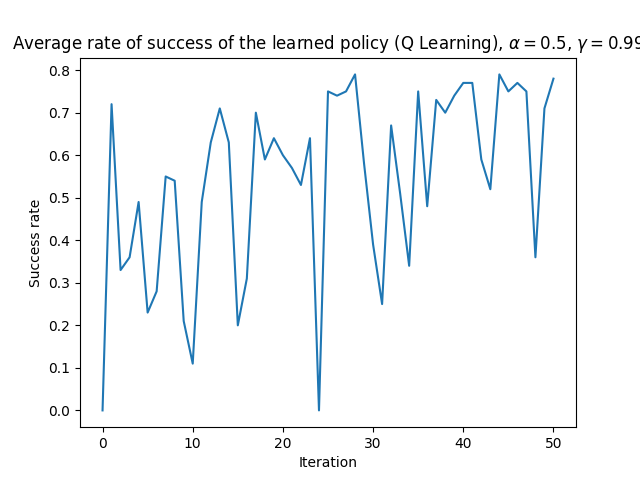 Average rate of success of the learned policy (Q Learning), α = 0.5, γ = 0.99
0.8
0.7
0.6
0.5
0.4
0.3
0.2
0.1
0.0
Success rate
0 10 20 30 40 50
Iteration